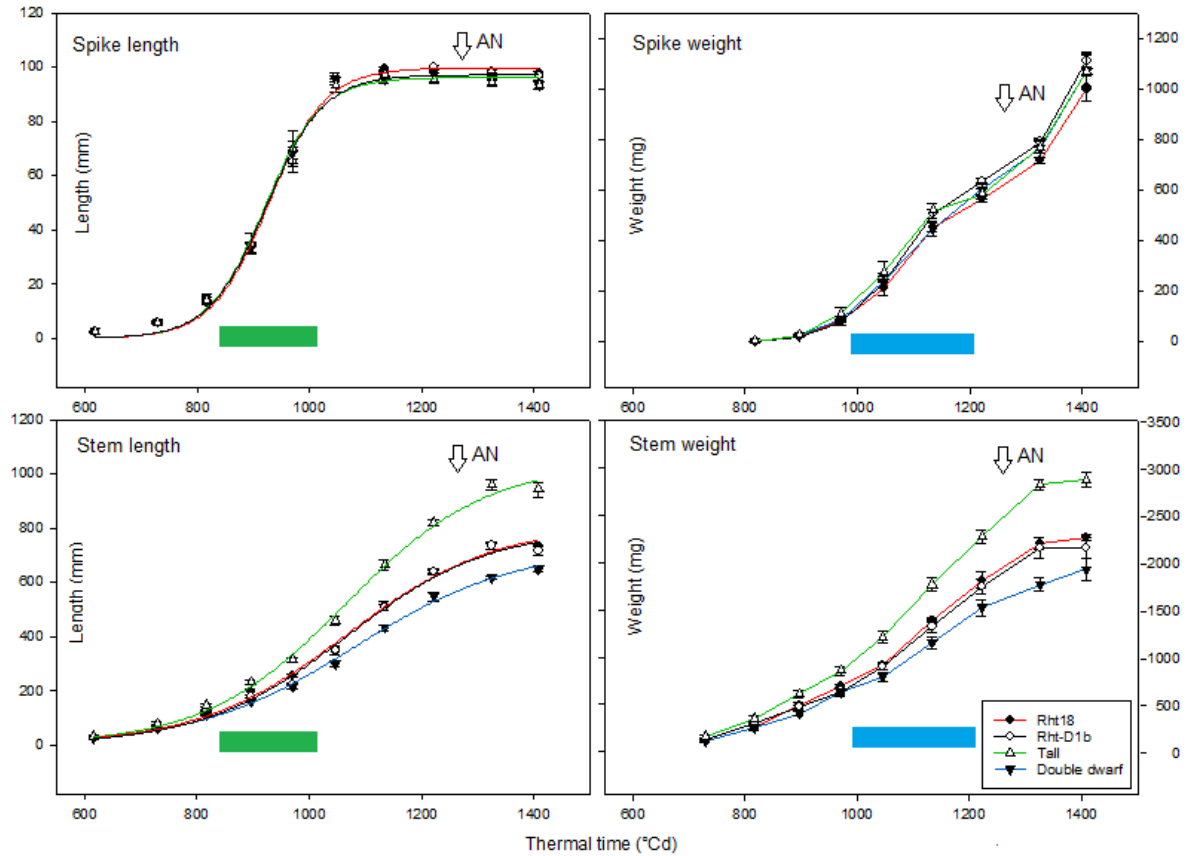 120
100
80
60
40
20
0
Length (mm)
Spike length
AN
600
800
1000
1200
1400
Spike weight
AN
Weight (mg)
1200
1000
800
600
400
200
0
600
800
1000
1200
1400
1200
1000
800
600
400
200
0
Length (mm)
Stem length
AN
600
800
1000
1200
1400
Stem weight
AN
Weight (mg)
3500
3000
2500
2000
1500
1000
500
0
Rht18
Rht-D1b
Tall
Double dwarf
600
800
1000
1200
1400
Thermal time (°Cd)